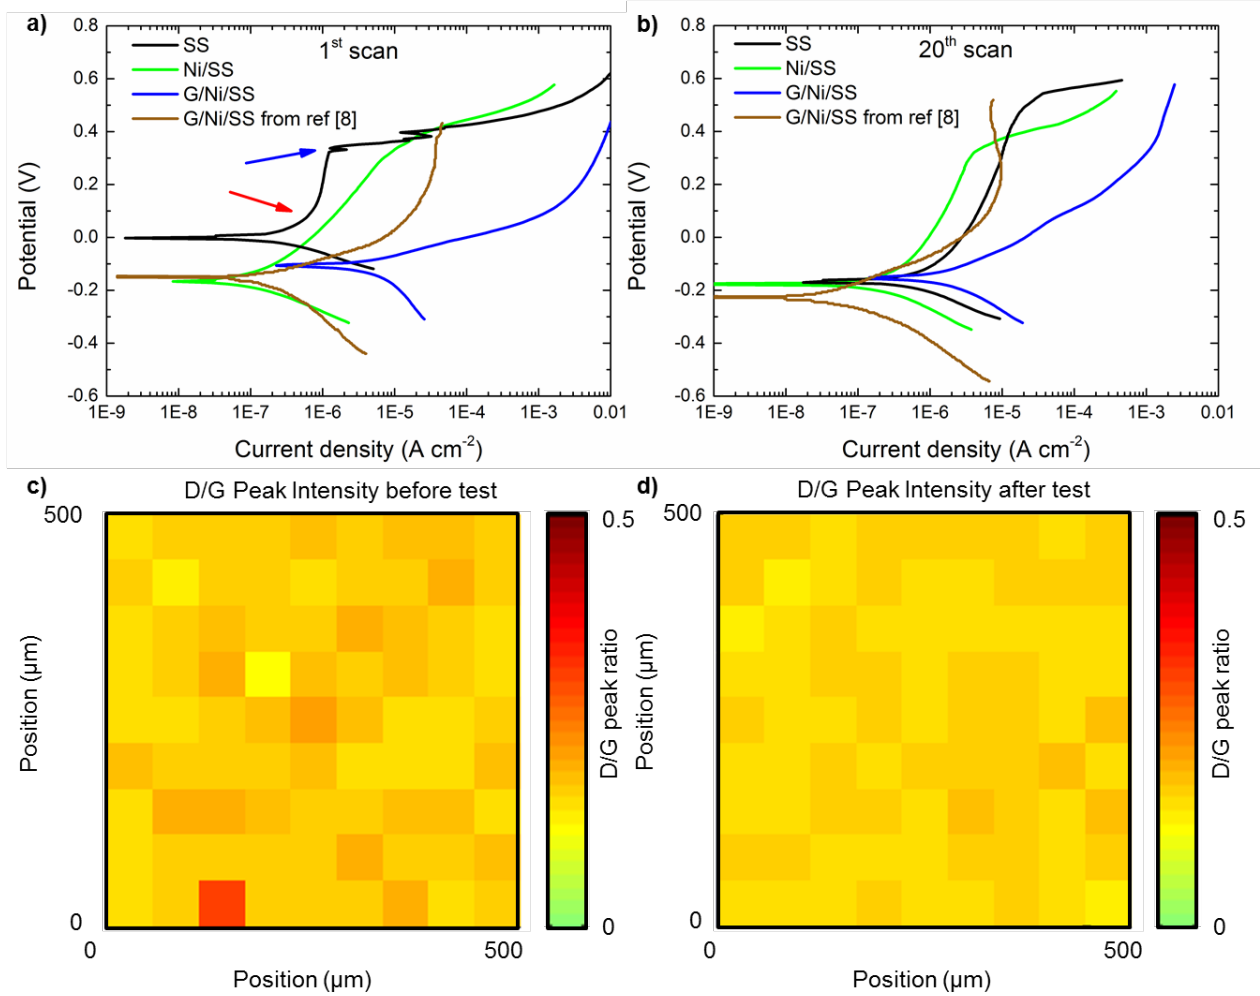 a)
1st scan
SS
Ni/SS
G/Ni/SS
G/Ni/SS from ref [8]
0.8
0.6
0.4
0.2
0.0
-0.2
-0.4
-0.6
Potential (V)
1E-9 1E-8 1E-7 1E-6 1E-5 1E-4 1E-3 0.01
Current density (A cm-2)
b)
20th scan
SS
Ni/SS
G/Ni/SS
G/Ni/SS from ref [8]
0.8
0.6
0.4
0.2
0.0
-0.2
-0.4
-0.6
Potential (V)
1E-9 1E-8 1E-7 1E-6 1E-5 1E-4 1E-3 0.01
Current density (A cm-2)
c)
D/G Peak Intensity before test
500
Position (µm)
0
0 500
Position (µm)
0.5
D/G peak ratio
0
d)
D/G Peak Intensity after test
500
Position (µm)
0
0 500
Position (µm)
0.5
D/G peak ratio
0